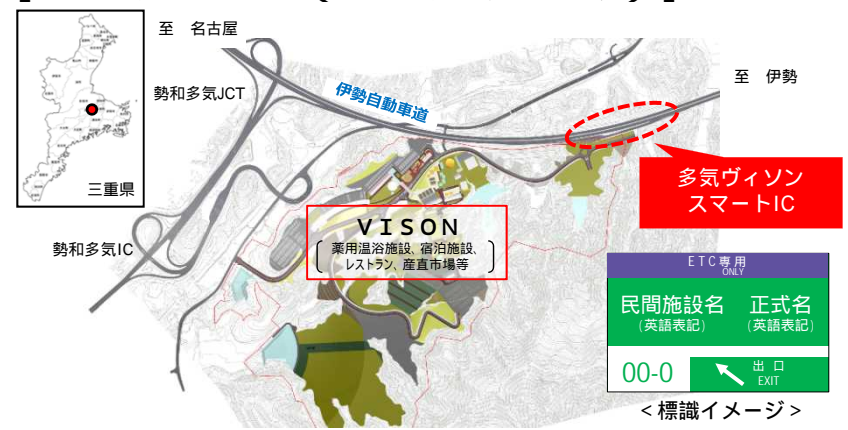 至 名古屋
勢和多気JCT
伊勢自動車道
至 伊勢
三重県
多気ヴィソン
スマートIC
VISON
薬用温浴施設、宿泊施設、
レストラン、産直市場等
勢和多気IC
ETC専用
ONLY
民間施設名 正式名
(英語表記) (英語表記)
00-0
出口
EXIT
<標識イメージ>